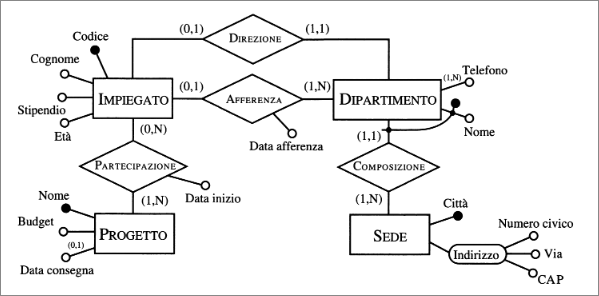 (0,1) DIREZIONE (1,1)
Codice
Cognome
Stipendio
Età
IMPIEGATO
(0,1) AFFERENZA (1,N)
Data afferenza
DIPARTIMENTO
(1,N) Telefono
Nome
(0,N)
PARTECIPAZIONE
Data inizio
(1,N)
(1,1)
COMPOSIZIONE
(1,N)
Nome
Budget
(0,1)
Data consegna
PROGETTO
SEDE
Città
Indirizzo
Numero civico
Via
CAP